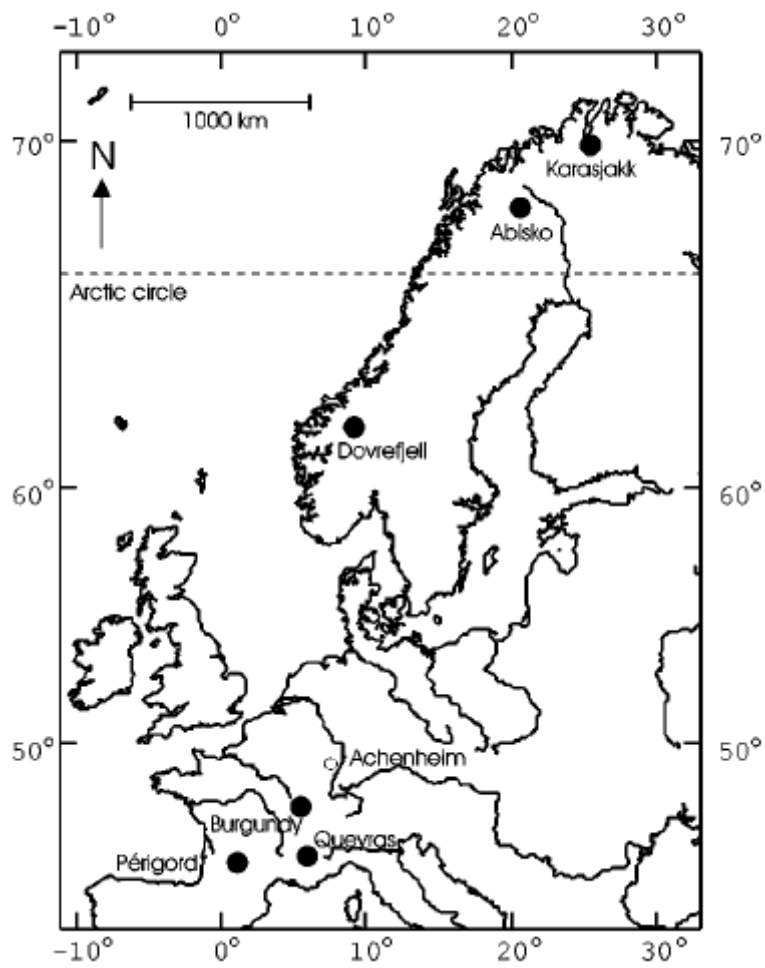 -10° 0° 10° 20° 30°
1000 km
70° 70°
N
Karasjakk
Abisko
Arctic circle
Dovrefjell
60° 60°
50° 50°
Achenheim
Burgundy
Queyras
Périgord
-10° 0° 10° 20° 30°